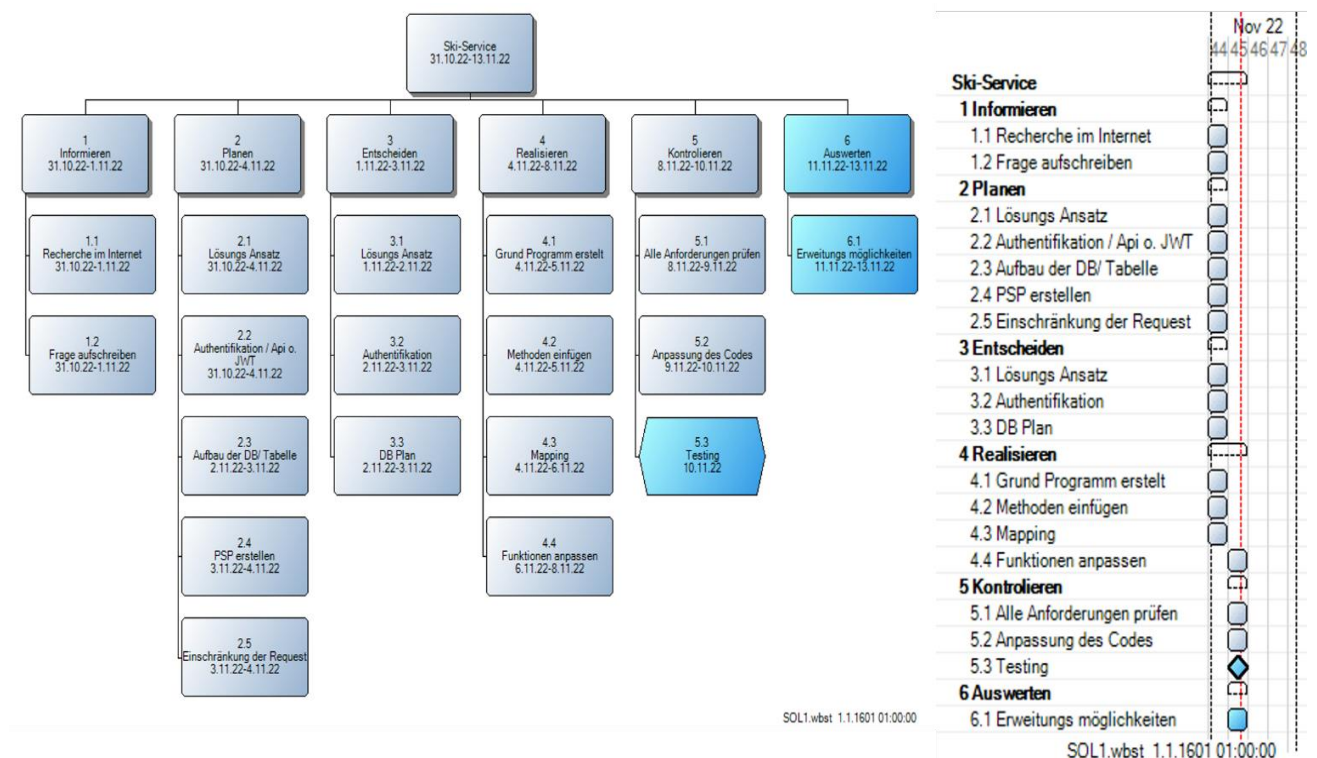 Ski-Service
31.10.22-13.11.22
1
Informieren
31.10.22-1.11.22
2
Planen
31.10.22-4.11.22
3
Entscheiden
1.11.22-3.11.22
4
Realisieren
4.11.22-8.11.22
5
Kontrolieren
8.11.22-10.11.22
6
Auswerten
11.11.22-13.11.22
1.1
Recherche im Internet
31.10.22-1.11.22
1.2
Frage aufschreiben
31.10.22-1.11.22
2.1
Lösungs Ansatz
31.10.22-4.11.22
2.2
Authentifikation / Api o.
JWT
31.10.22-4.11.22
2.3
Aufbau der DB/ Tabelle
2.11.22-3.11.22
2.4
PSP erstellen
3.11.22-4.11.22
2.5
Einschränkung der Request
3.11.22-4.11.22
3.1
Lösungs Ansatz
1.11.22-2.11.22
3.2
Authentifikation
2.11.22-3.11.22
3.3
DB Plan
2.11.22-3.11.22
4.1
Grund Programm erstelt
4.11.22-5.11.22
4.2
Methoden einfügen
4.11.22-5.11.22
4.3
Mapping
4.11.22-6.11.22
4.4
Funktionen anpassen
6.11.22-8.11.22
5.1
Alle Anforderungen prüfen
8.11.22-9.11.22
5.2
Anpassung des Codes
9.11.22-10.11.22
5.3
Testing
10.11.22
6.1
Erweitungs möglichkeiten
11.11.22-13.11.22
SOL1.wbst 1.1.1601 01:00:00
Nov 22
44 45 46 47 48
Ski-Service
1 Informieren
1.1 Recherche im Internet
1.2 Frage aufschreiben
2 Planen
2.1 Lösungs Ansatz
2.2 Authentifikation / Api o. JWT
2.3 Aufbau der DB/ Tabelle
2.4 PSP erstellen
2.5 Einschränkung der Request
3 Entscheiden
3.1 Lösungs Ansatz
3.2 Authentifikation
3.3 DB Plan
4 Realisieren
4.1 Grund Programm erstelt
4.2 Methoden einfügen
4.3 Mapping
4.4 Funktionen anpassen
5 Kontrolieren
5.1 Alle Anforderungen prüfen
5.2 Anpassung des Codes
5.3 Testing
6 Auswerten
6.1 Erweitungs möglichkeiten
SOL1.wbst 1.1.1601 01:00:00